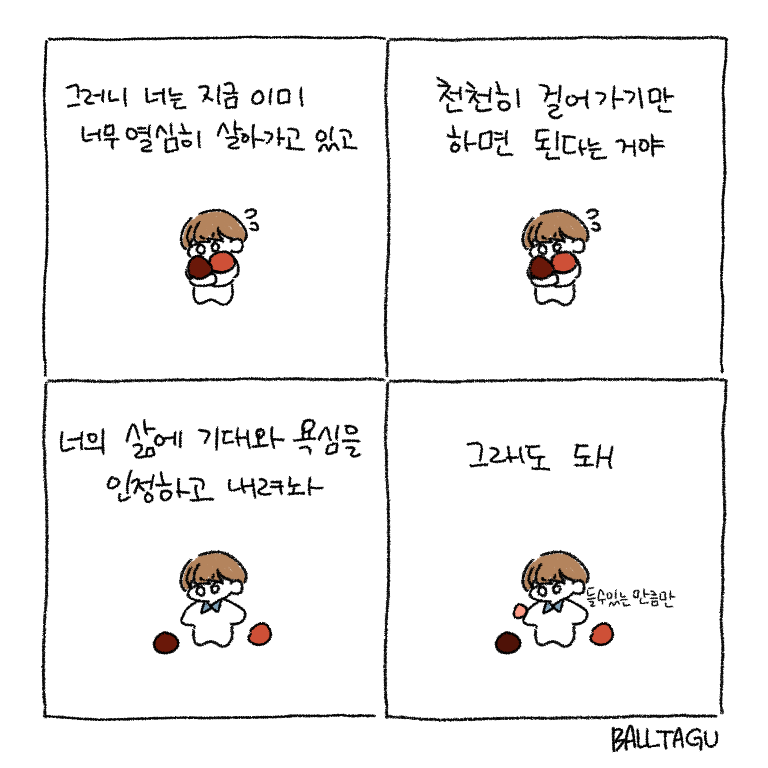 그러니 너는 지금 이미
너무 열심히 살아가고 있고
천천히 걸어가기만
하면 된다는 거야
너의 삶에 기대와 욕심을
인정하고 내려놔
그래도 돼
들수있는 만큼만
BALLTAGU